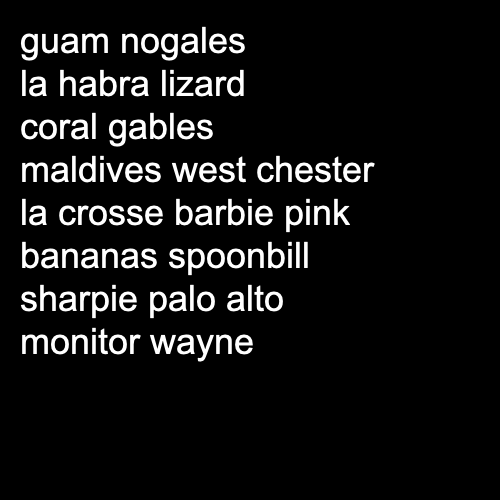 guam nogales
la habra lizard
coral gables
maldives west chester
la crosse barbie pink
bananas spoonbill
sharpie palo alto
monitor wayne